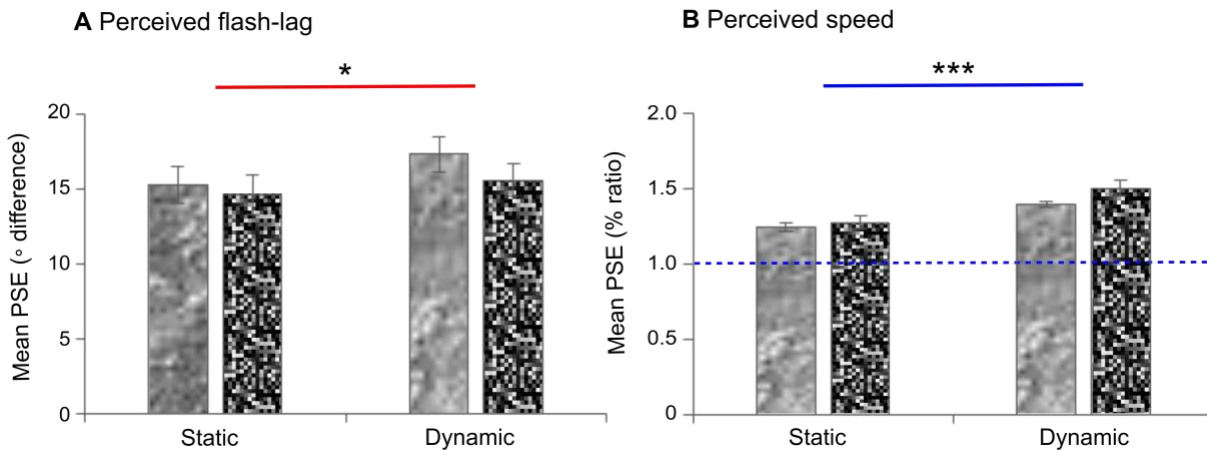 A Perceived flash-lag
*
Mean PSE (∘ difference)
20
15
10
5
0
Static
Dynamic
B Perceived speed
***
Mean PSE (% ratio)
2.0
1.5
1.0
0.5
0
Static
Dynamic